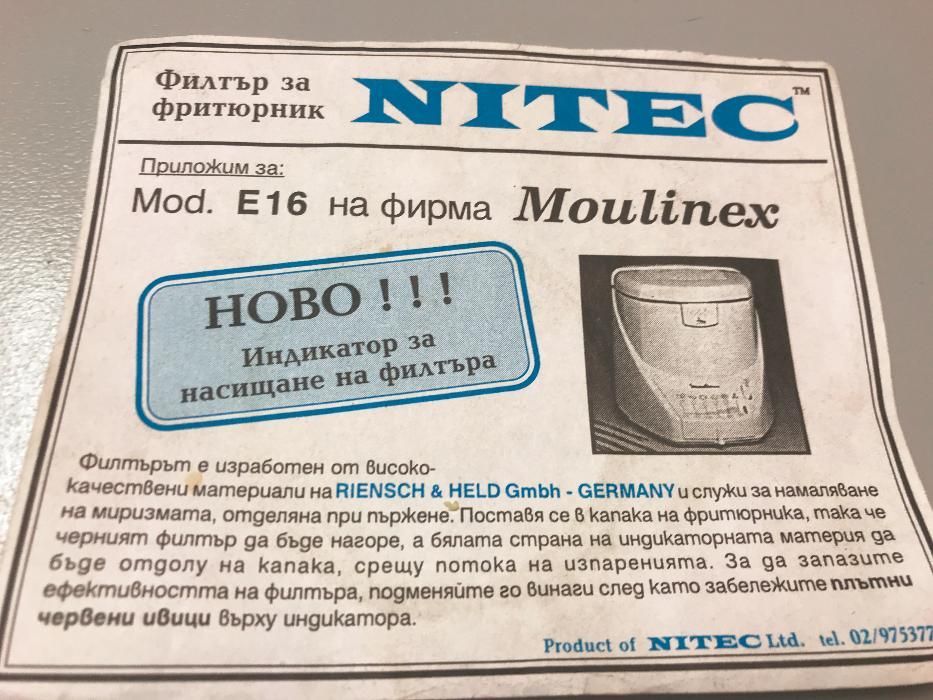 Филтър за
фритюрник
NITEC™
Приложим за:
Mod. E16 на фирма Moulinex
НОВО ! ! !
Индикатор за
насищане на филтъра
Филтърът е изработен от високо-
качествени материали на RIENSCH & HELD Gmbh - GERMANY и служи за намаляване
на миризмата, отделяна при пържене. Поставя се в капака на фритюрника, така че
черният филтър да бъде нагоре, а бялата страна на индикаторната материя да
бъде отдолу на капака, срещу потока на изпаренията. За да запазите
ефективността на филтъра, подменяйте го винаги след като забележите плътни
червени ивици върху индикатора.
Product of NITEC Ltd. tel. 02/975377